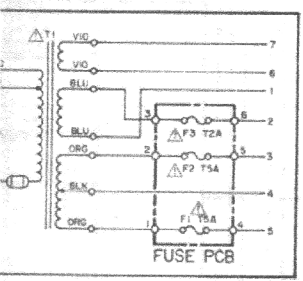 T1 VIO 7
VIO 6
BLU 1
3 F3 T2A 6 2
BLU
ORG 2 F2 T5A 5 3
BLK 4
ORG 1 F1 T5A 4 5
FUSE PCB